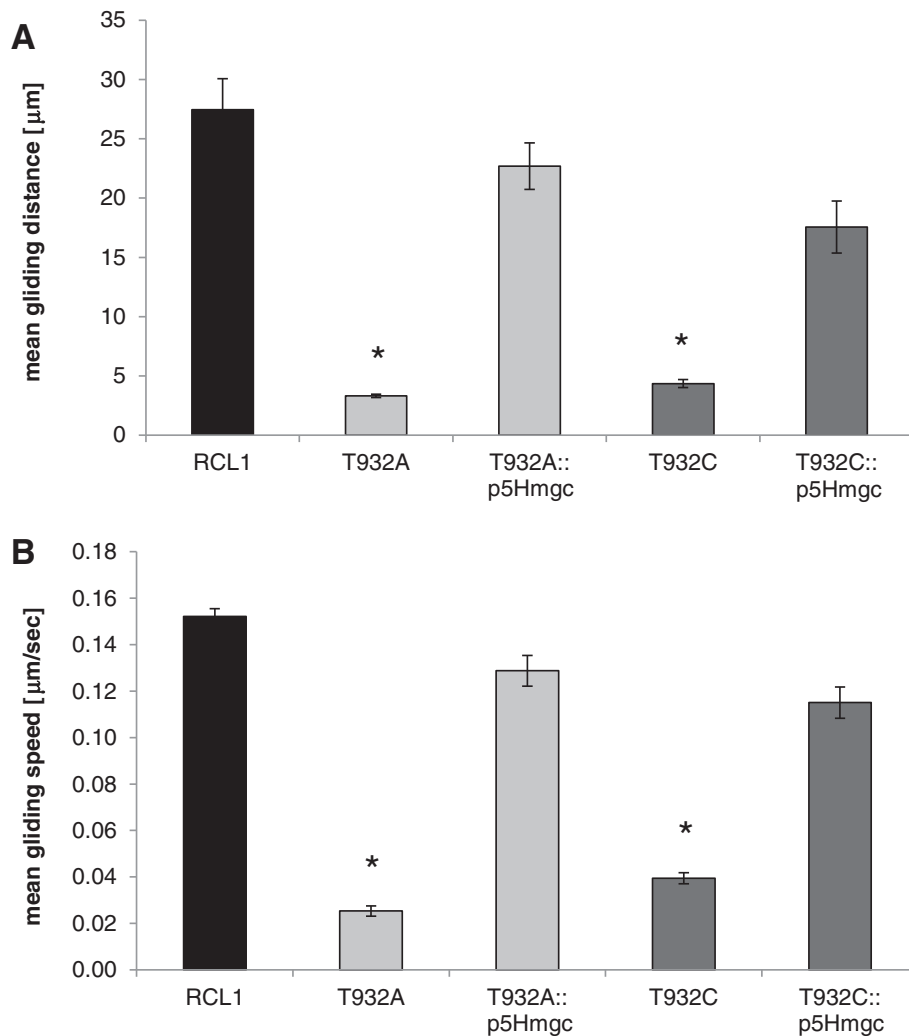 A
mean gliding distance [μm]
35
30
25
20
15
10
5
0
*
*
RCL1
T932A
T932A::
p5Hmgc
T932C
T932C::
p5Hmgc
B
mean gliding speed [μm/sec]
0.18
0.16
0.14
0.12
0.10
0.08
0.06
0.04
0.02
0.00
*
*
RCL1
T932A
T932A::
p5Hmgc
T932C
T932C::
p5Hmgc